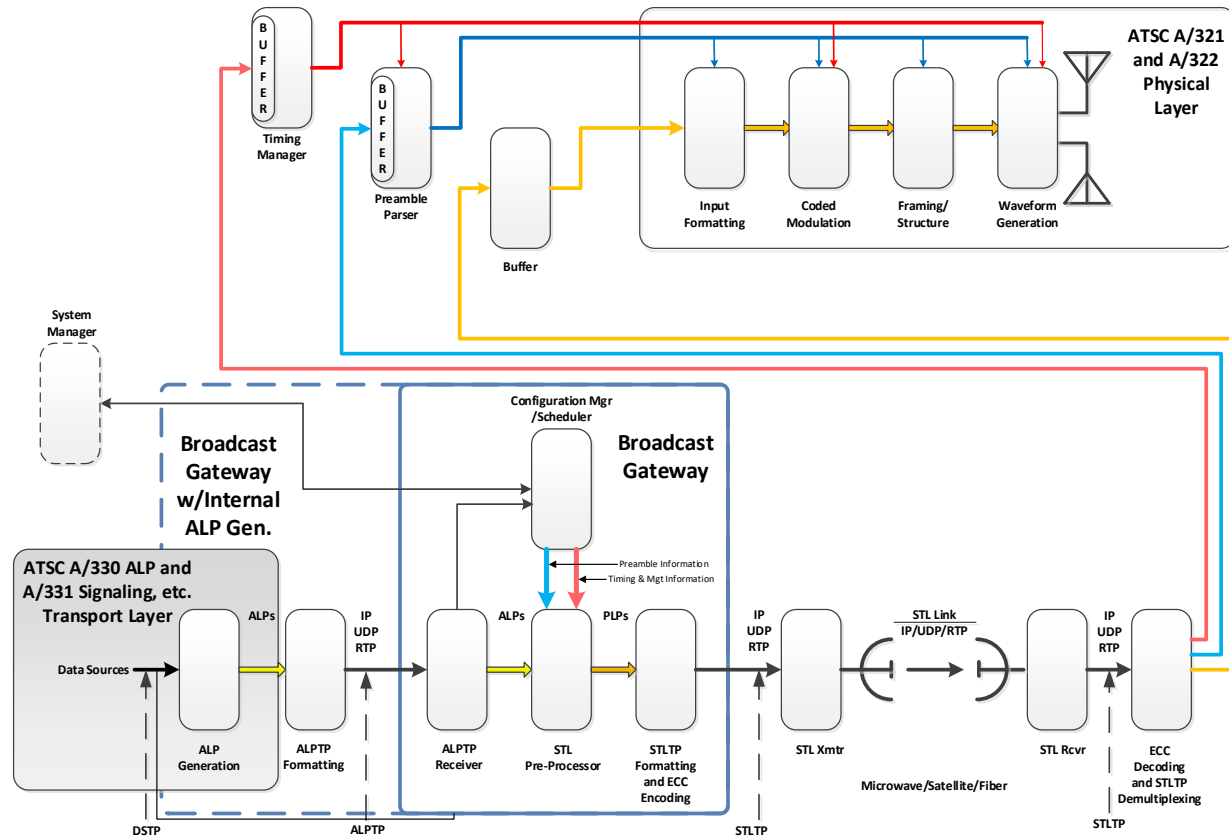 BUFFER
Timing
Manager
BUFFER
Preamble
Parser
Buffer
Input
Formatting
Coded
Modulation
Framing/
Structure
Waveform
Generation
ATSC A/321
and A/322
Physical
Layer
System
Manager
Broadcast
Gateway
w/Internal
ALP Gen.
Configuration Mgr
/Scheduler
Broadcast
Gateway
Preamble Information
Timing & Mgt Information
ATSC A/330 ALP and
A/331 Signaling, etc.
Transport Layer
ALPs
Data Sources
ALP
Generation
ALPTP
Formatting
IP
UDP
RTP
ALPTP
Receiver
ALPs
STL
Pre-Processor
PLPs
STLTP
Formatting
and ECC
Encoding
IP
UDP
RTP
STL Xmtr
STL Link
IP/UDP/RTP
Microwave/Satellite/Fiber
STL Rcvr
IP
UDP
RTP
ECC
Decoding
and STLTP
Demultiplexing
DSTP
ALPTP
STLTP
STLTP